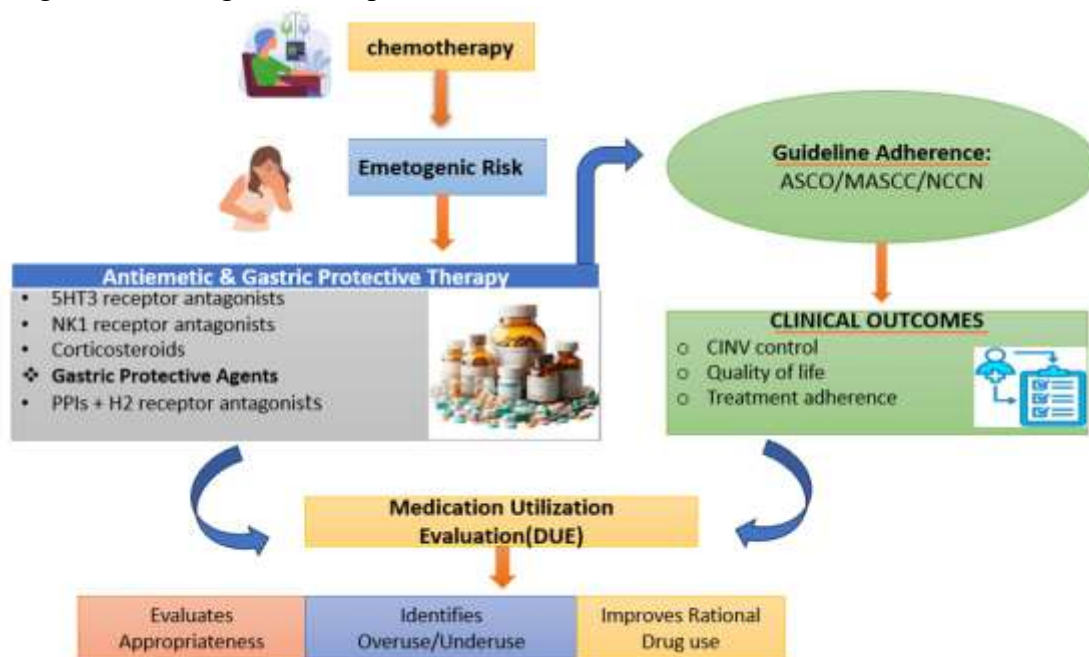 chemotherapy
Emetogenic Risk
Antiemetic & Gastric Protective Therapy
• 5HT3 receptor antagonists
• NK1 receptor antagonists
• Corticosteroids
❖ Gastric Protective Agents
• PPIs + H2 receptor antagonists
Guideline Adherence:
ASCO/MASCC/NCCN
CLINICAL OUTCOMES
o CINV control
o Quality of life
o Treatment adherence
Medication Utilization
Evaluation(DUE)
Evaluates
Appropriateness
Identifies
Overuse/Underuse
Improves Rational
Drug use